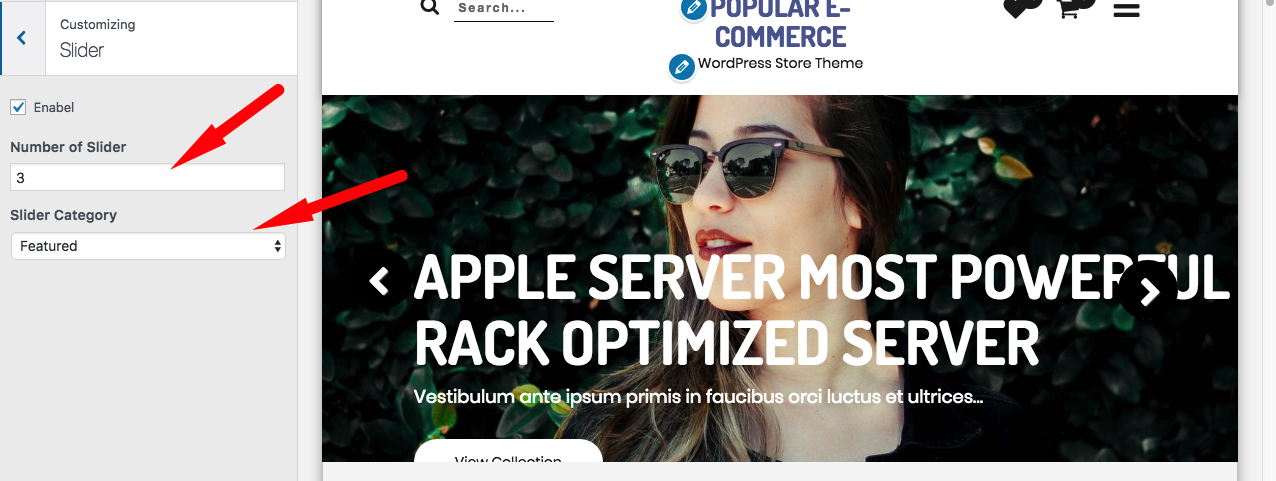 Customizing
Slider
Enabel
Number of Slider
3
Slider Category
Featured
Search...
POPULAR E-
COMMERCE
WordPress Store Theme
APPLE SERVER MOST POWERFUL
RACK OPTIMIZED SERVER
Vestibulum ante ipsum primis in faucibus orci luctus et ultrices...
View Collection